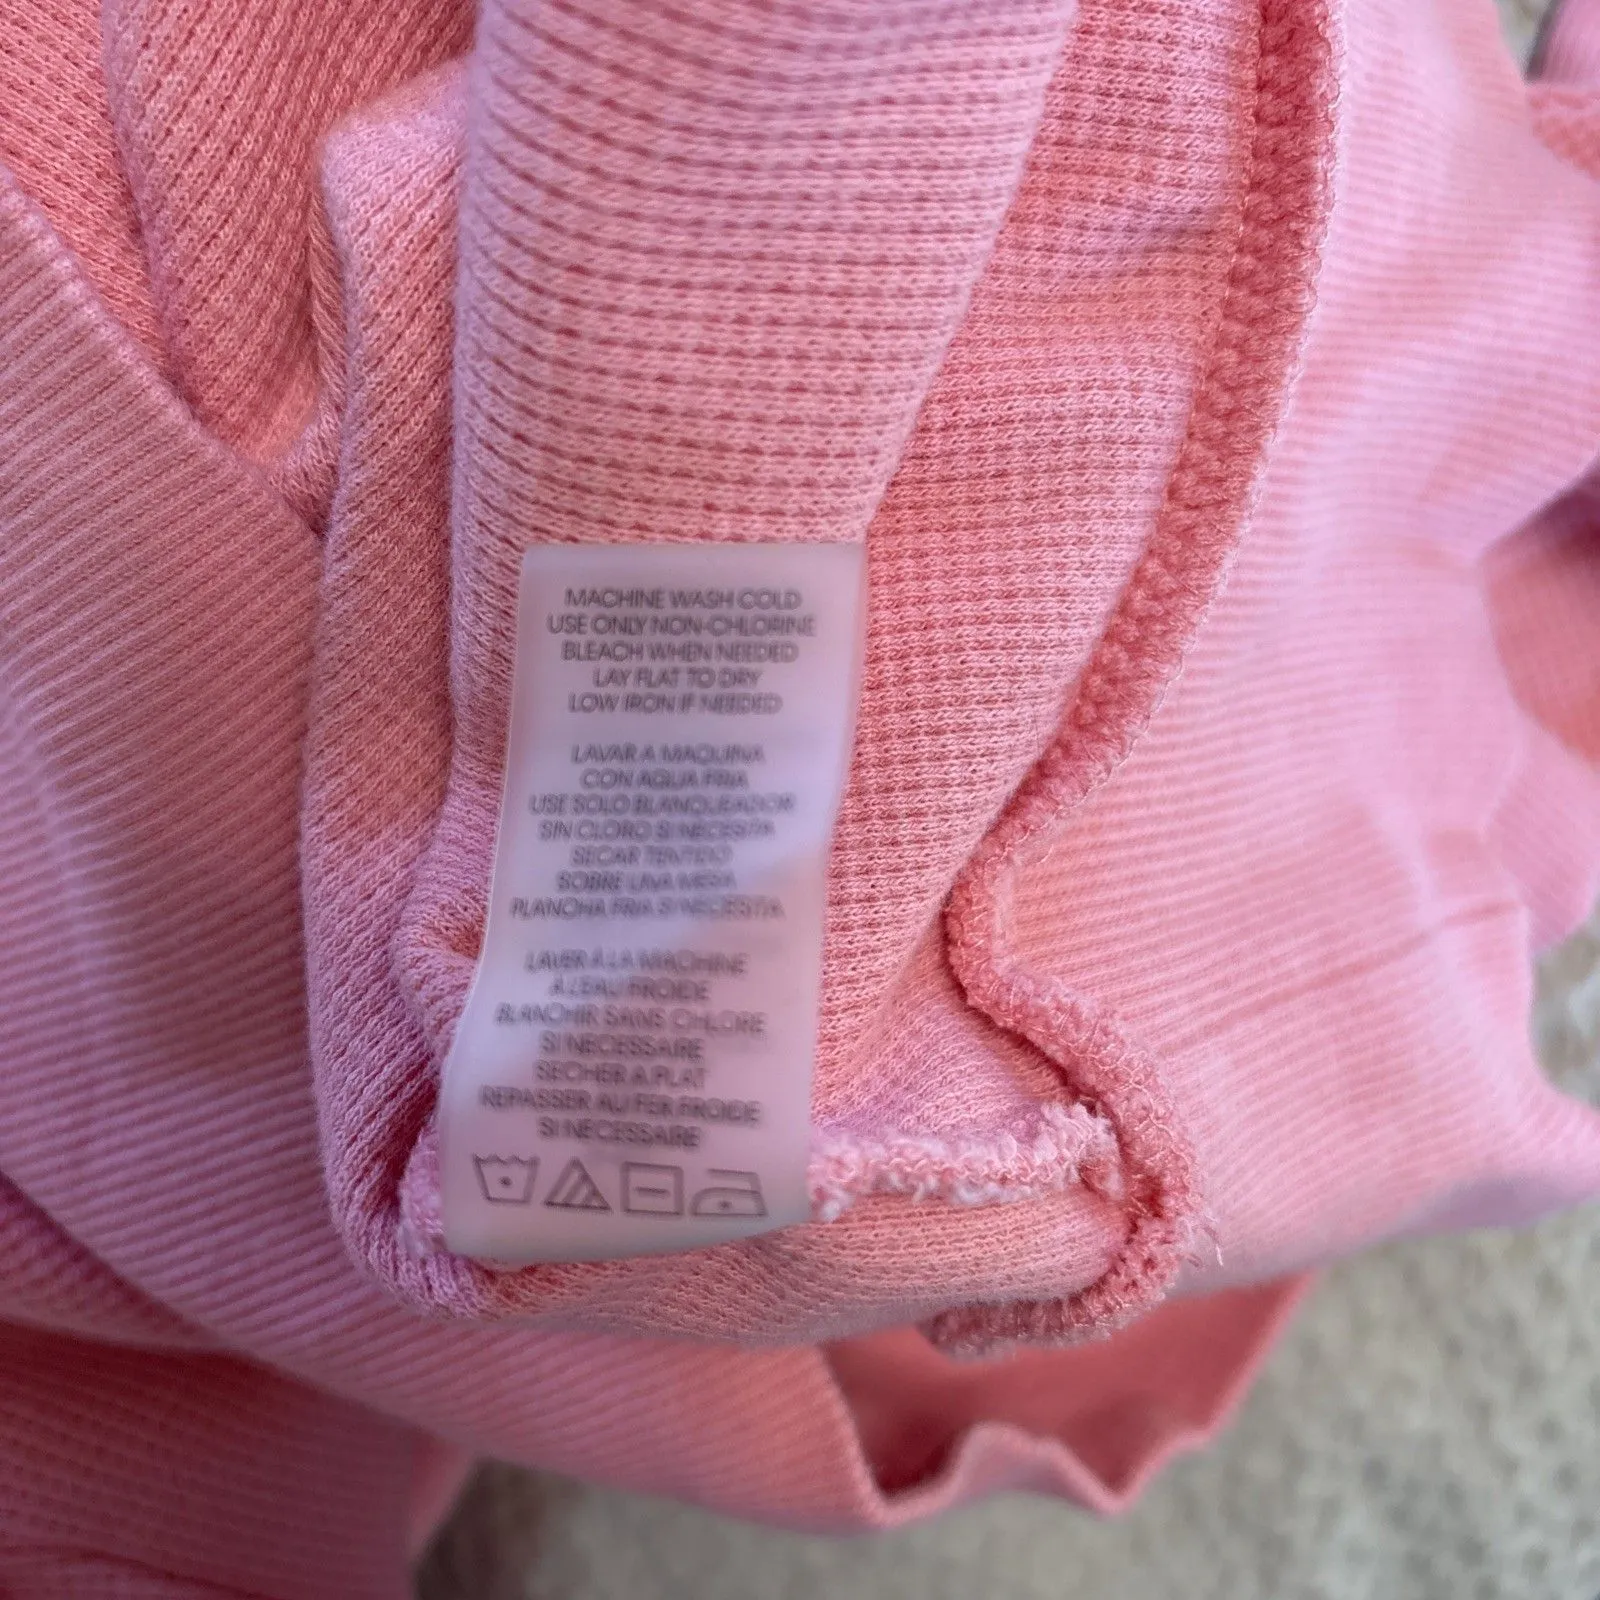 MACHINE WASH COLD
USE ONLY NON-CHLORINE
BLEACH WHEN NEEDED
LAY FLAT TO DRY
LOW IRON IF NEEDED
LAVAR A MAQUINA
CON AGUA FRIA
USE SOLO BLANQUEADOR
SIN CLORO SI NECESITA
SECAR TENTIDO
SOBRE UNA MESA
PLANCHA FRIA SI NECESITA
LAVER À LA MACHINE
À L'EAU FROIDE
BLANCHIR SANS CHLORE
SI NECESSAIRE
SECHER A PLAT
REPASSER AU FER FROIDE
SI NECESSAIRE